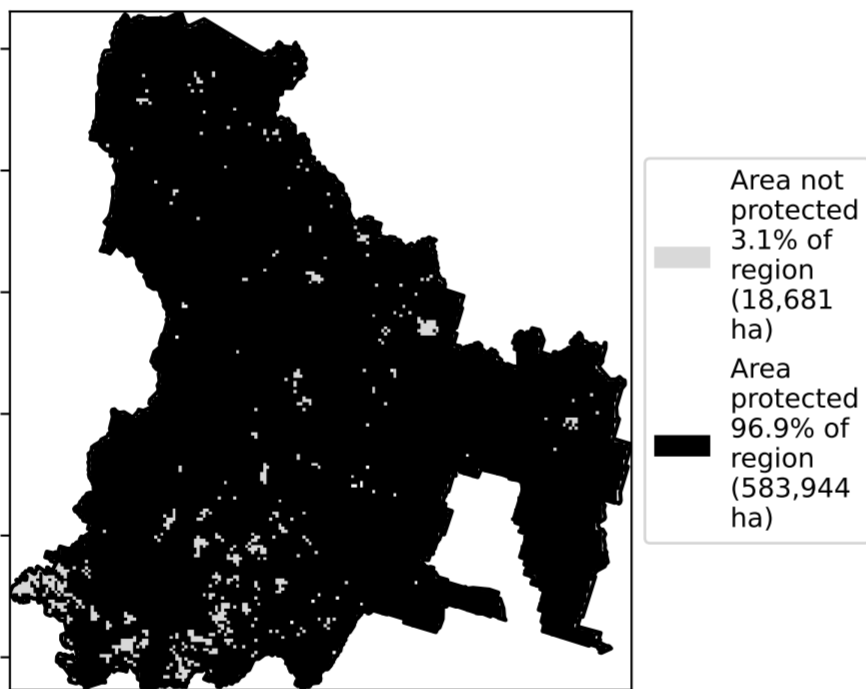 Area not
protected
3.1% of
region
(18,681
ha)
Area
protected
96.9% of
region
(583,944
ha)